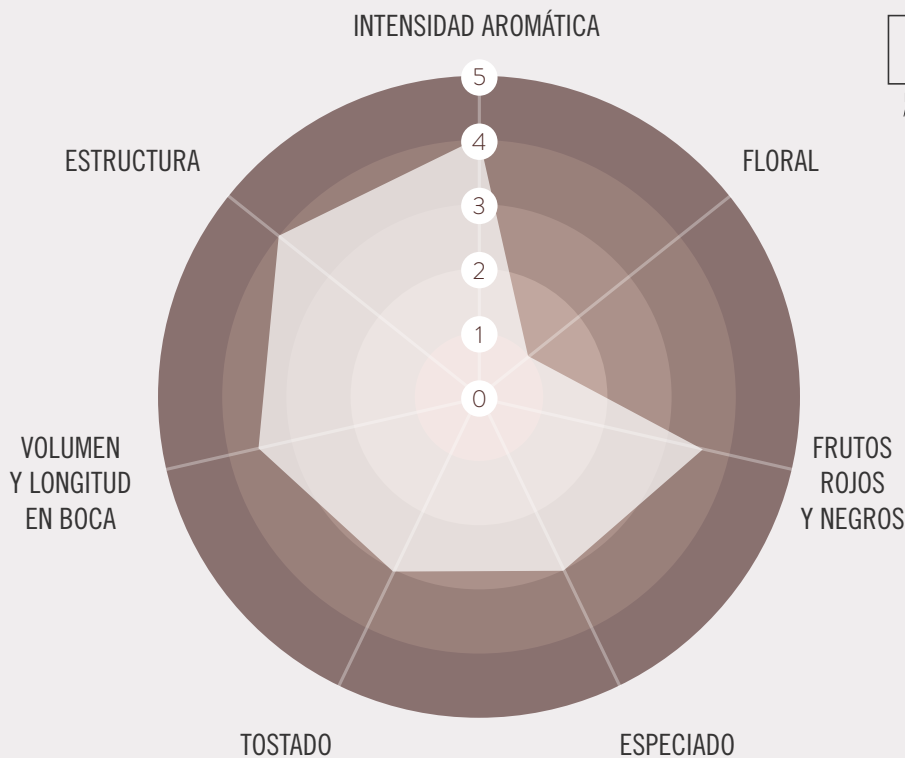 INTENSIDAD AROMÁTICA
5
ESTRUCTURA
4
FLORAL
3
2
1
0
VOLUMEN
Y LONGITUD
EN BOCA
FRUTOS
ROJOS
Y NEGROS
TOSTADO
ESPECIADO